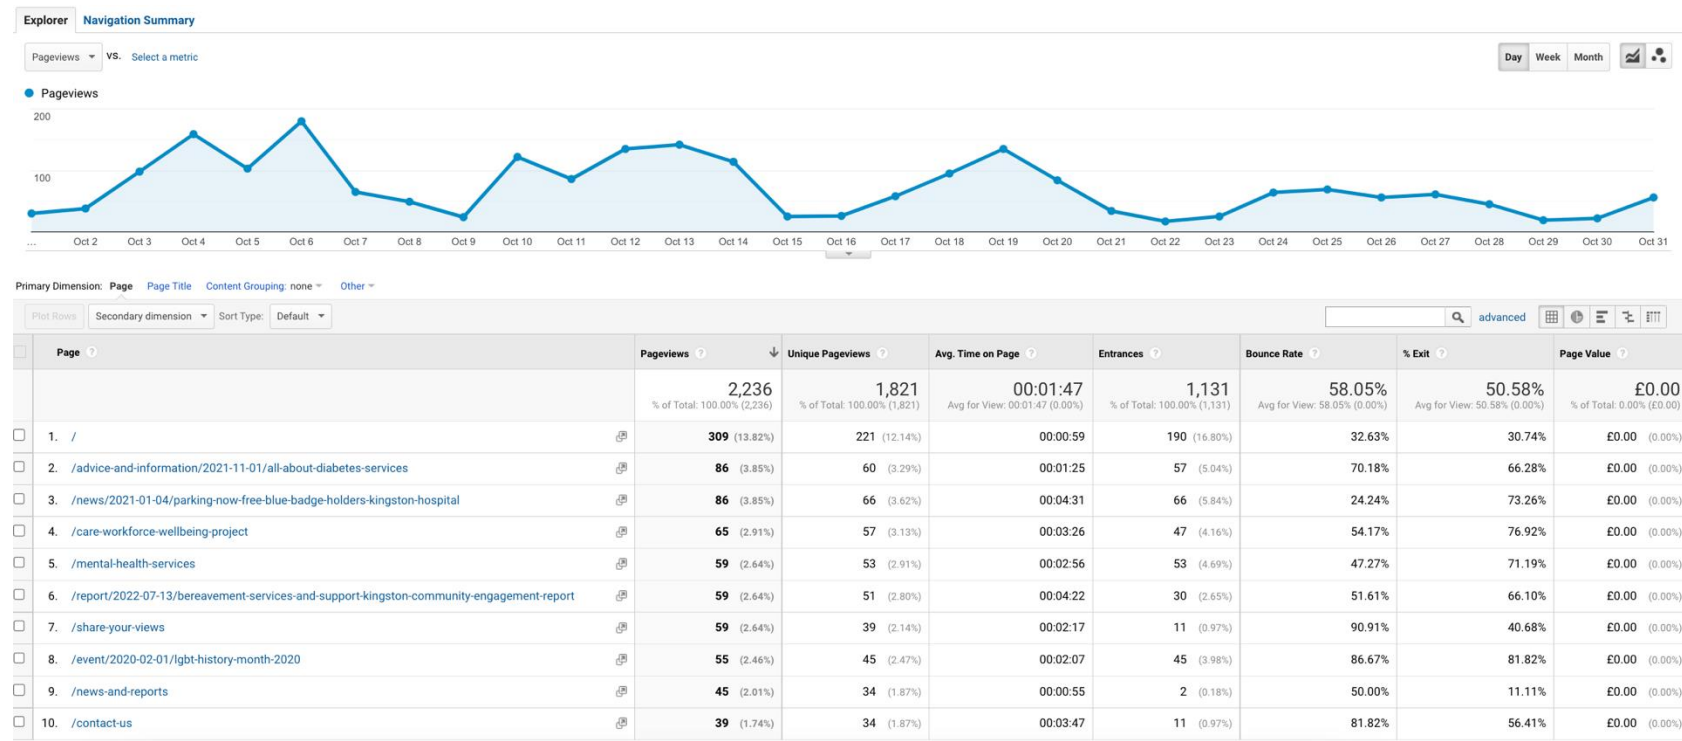 Explorer Navigation Summary
Pageviews VS. Select a metric Day Week Month
Pageviews
200
100
... Oct 2 Oct 3 Oct 4 Oct 5 Oct 6 Oct 7 Oct 8 Oct 9 Oct 10 Oct 11 Oct 12 Oct 13 Oct 14 Oct 15 Oct 16 Oct 17 Oct 18 Oct 19 Oct 20 Oct 21 Oct 22 Oct 23 Oct 24 Oct 25 Oct 26 Oct 27 Oct 28 Oct 29 Oct 30 Oct 31
Primary Dimension: Page Page Title Content Grouping: none Other
Plot Rows Secondary dimension Sort Type: Default advanced
Page ? Pageviews ? Unique Pageviews ? Avg. Time on Page ? Entrances ? Bounce Rate ? % Exit ? Page Value ?
2,236 1,821 00:01:47 1,131 58.05% 50.58% £0.00
% of Total: 100.00% (2,236) % of Total: 100.00% (1,821) Avg for View: 00:01:47 (0.00%) % of Total: 100.00% (1,131) Avg for View: 58.05% (0.00%) Avg for View: 50.58% (0.00%) % of Total: 0.00% (£0.00)
1. / 309 (13.82%) 221 (12.14%) 00:00:59 190 (16.80%) 32.63% 30.74% £0.00 (0.00%)
2. /advice-and-information/2021-11-01/all-about-diabetes-services 86 (3.85%) 60 (3.29%) 00:01:25 57 (5.04%) 70.18% 66.28% £0.00 (0.00%)
3. /news/2021-01-04/parking-now-free-blue-badge-holders-kingston-hospital 86 (3.85%) 66 (3.62%) 00:04:31 66 (5.84%) 24.24% 73.26% £0.00 (0.00%)
4. /care-workforce-wellbeing-project 65 (2.91%) 57 (3.13%) 00:03:26 47 (4.16%) 54.17% 76.92% £0.00 (0.00%)
5. /mental-health-services 59 (2.64%) 53 (2.91%) 00:02:56 53 (4.69%) 47.27% 71.19% £0.00 (0.00%)
6. /report/2022-07-13/bereavement-services-and-support-kingston-community-engagement-report 59 (2.64%) 51 (2.80%) 00:04:22 30 (2.65%) 51.61% 66.10% £0.00 (0.00%)
7. /share-your-views 59 (2.64%) 39 (2.14%) 00:02:17 11 (0.97%) 90.91% 40.68% £0.00 (0.00%)
8. /event/2020-02-01/lgbt-history-month-2020 55 (2.46%) 45 (2.47%) 00:02:07 45 (3.98%) 86.67% 81.82% £0.00 (0.00%)
9. /news-and-reports 45 (2.01%) 34 (1.87%) 00:00:55 2 (0.18%) 50.00% 11.11% £0.00 (0.00%)
10. /contact-us 39 (1.74%) 34 (1.87%) 00:03:47 11 (0.97%) 81.82% 56.41% £0.00 (0.00%)